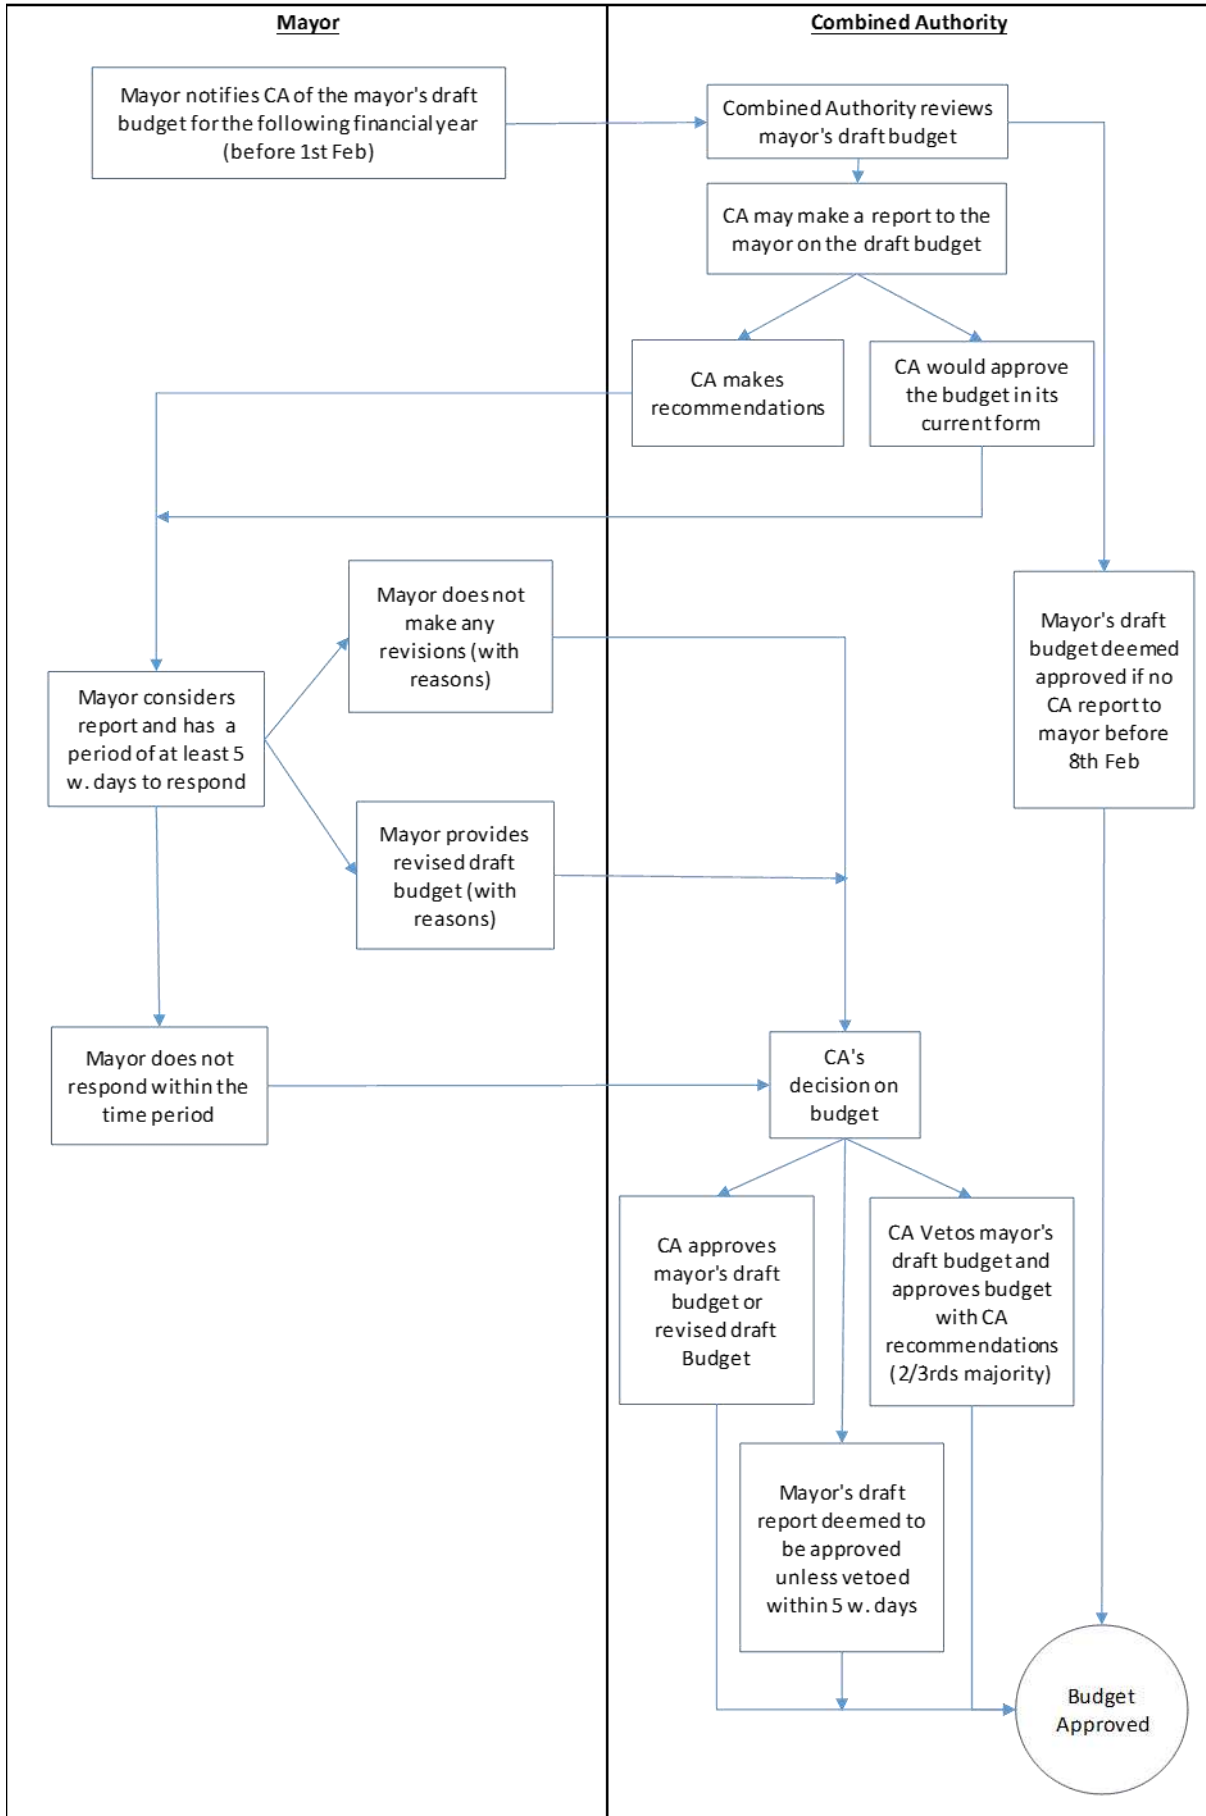 Mayor
Combined Authority
Mayor notifies CA of the mayor's draft
budget for the following financial year
(before 1st Feb)
Combined Authority reviews
mayor's draft budget
CA may make a report to the
mayor on the draft budget
CA makes
recommendations
CA would approve
the budget in its
current form
Mayor does not
make any
revisions (with
reasons)
Mayor's draft
budget deemed
approved if no
CA report to
mayor before
8th Feb
Mayor considers
report and has a
period of at least 5
w. days to respond
Mayor provides
revised draft
budget (with
reasons)
Mayor does not
respond within the
time period
CA's
decision on
budget
CA approves
mayor's draft
budget or
revised draft
Budget
CA Vetos mayor's
draft budget and
approves budget
with CA
recommendations
(2/3rds majority)
Mayor's draft
report deemed to
be approved
unless vetoed
within 5 w. days
Budget
Approved